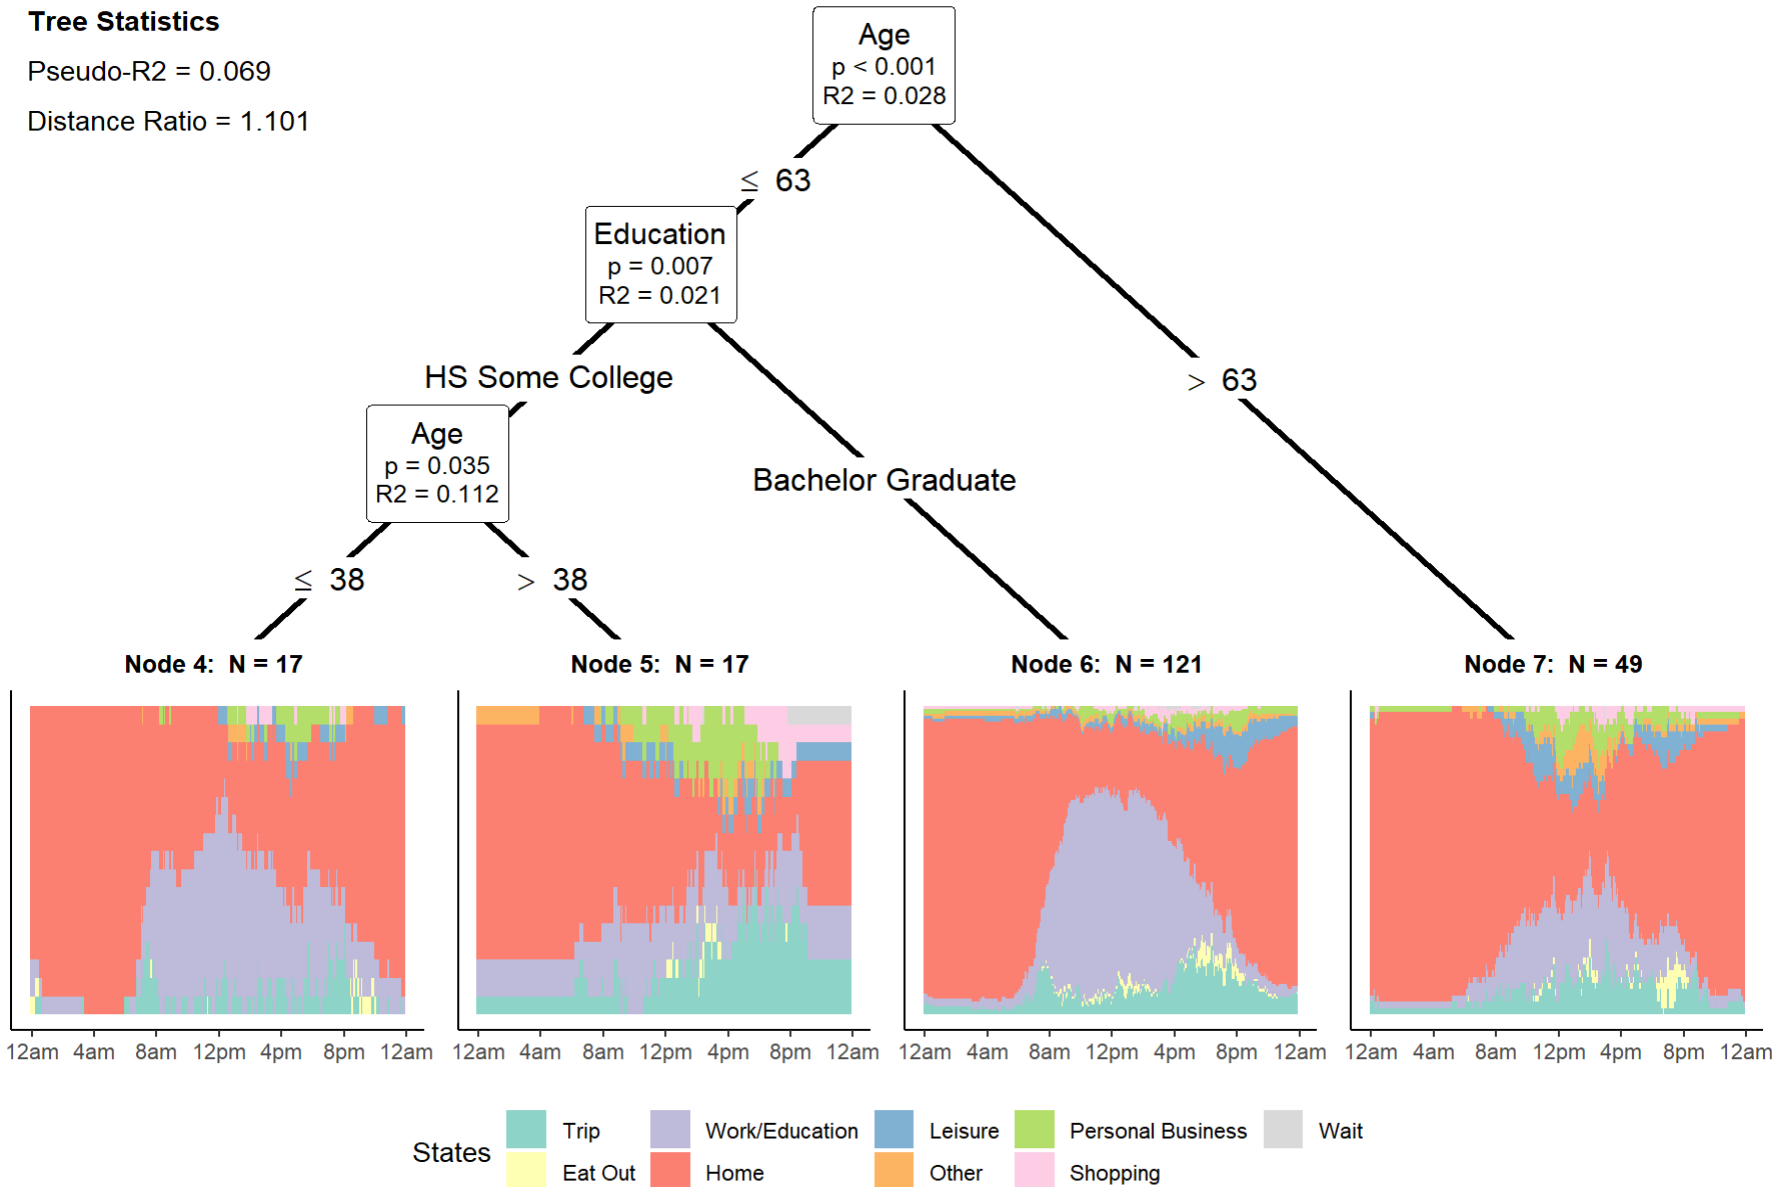 Tree Statistics
Pseudo-R2 = 0.069
Distance Ratio = 1.101
Age
p < 0.001
R2 = 0.028
≤ 63
> 63
Education
p = 0.007
R2 = 0.021
HS Some College
Bachelor Graduate
Age
p = 0.035
R2 = 0.112
≤ 38
> 38
Node 4: N = 17
Node 5: N = 17
Node 6: N = 121
Node 7: N = 49
12am 4am 8am 12pm 4pm 8pm 12am
12am 4am 8am 12pm 4pm 8pm 12am
12am 4am 8am 12pm 4pm 8pm 12am
12am 4am 8am 12pm 4pm 8pm 12am
States
Trip Work/Education Leisure Personal Business Wait
Eat Out Home Other Shopping